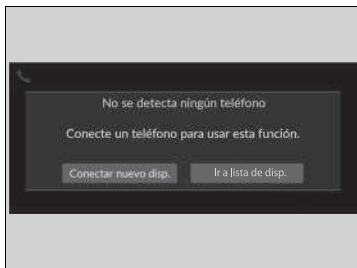 No se detecta ningún teléfono
Conecte un teléfono para usar esta función.
Conectar nuevo disp.
Ir a lista de disp.